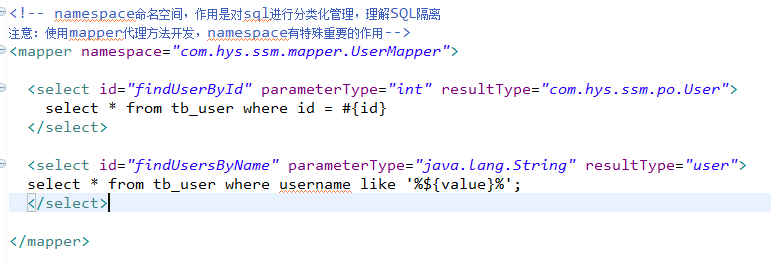 <!-- namespace命名空间，作用是对sql进行分类化管理，理解SQL隔离
注意：使用mapper代理方法开发，namespace有特殊重要的作用-->
<mapper namespace="com.hys.ssm.mapper.UserMapper">
<select id="findUserById" parameterType="int" resultType="com.hys.ssm.po.User">
select * from tb_user where id = #{id}
</select>
<select id="findUsersByName" parameterType="java.lang.String" resultType="user">
select * from tb_user where username like '%${value}%';
</select>
</mapper>